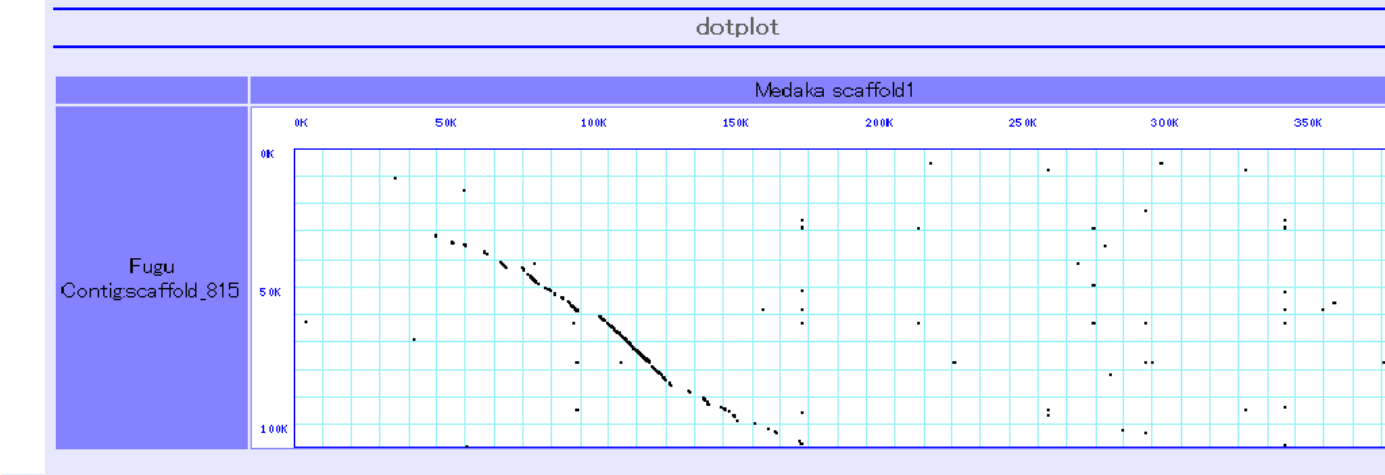 dotplot
Medaka scaffold1
0K 50K 100K 150K 200K 250K 300K 350K
0K
Fugu
Contig:scaffold_815
50K
100K